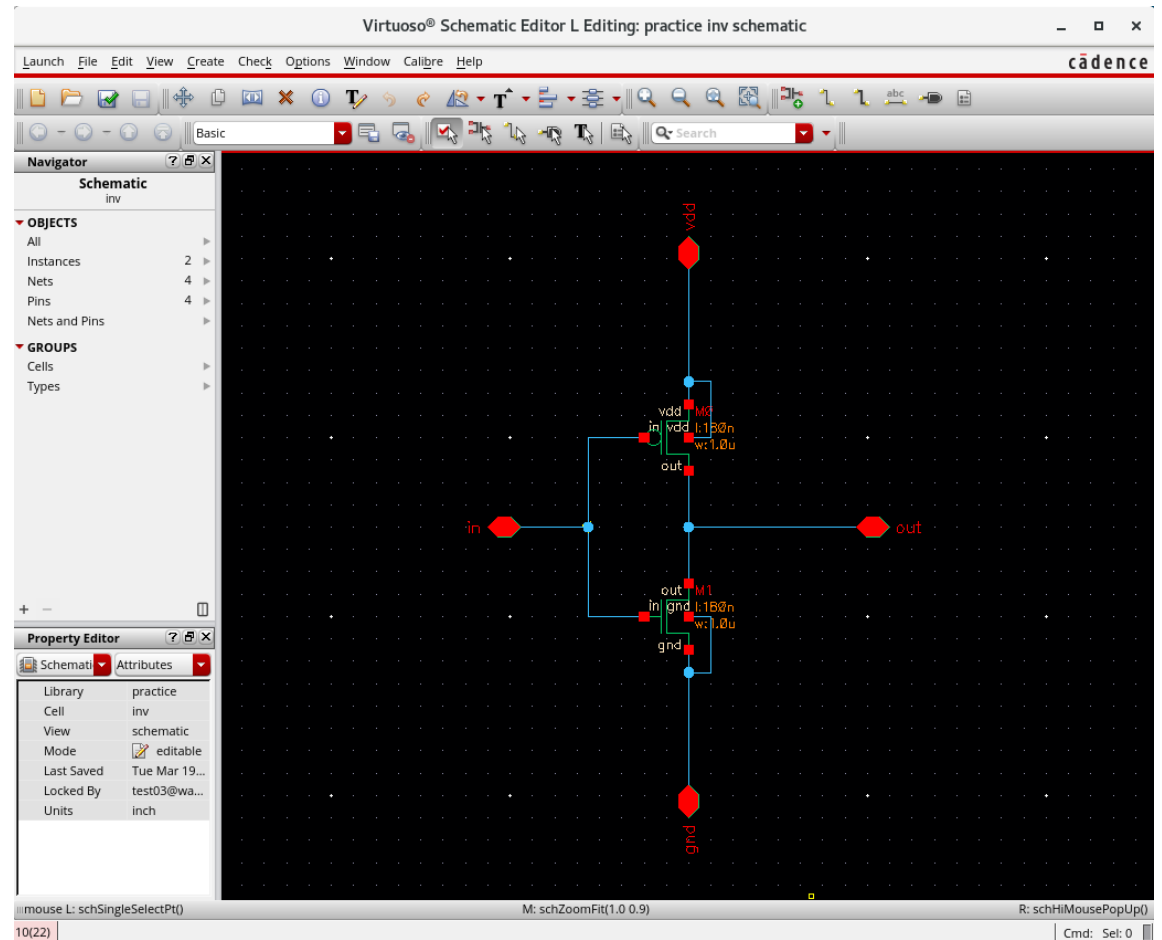 Virtuoso® Schematic Editor L Editing: practice inv schematic
Launch File Edit View Create Check Options Window Calibre Help
cādence
abc
Basic
Search
Navigator
Schematic
inv
OBJECTS
All
Instances 2
Nets 4
Pins 4
Nets and Pins
GROUPS
Cells
Types
Property Editor
Schemati Attributes
Library practice
Cell inv
View schematic
Mode editable
Last Saved Tue Mar 19...
Locked By test03@wa...
Units inch
vdd
vdd M0
in vdd l:180n
w:1.0u
out
in
out
out M1
in gnd l:180n
w:1.0u
gnd
gnd
mouse L: schSingleSelectPt() M: schZoomFit(1.0 0.9) R: schHiMousePopUp()
10(22) Cmd: Sel: 0